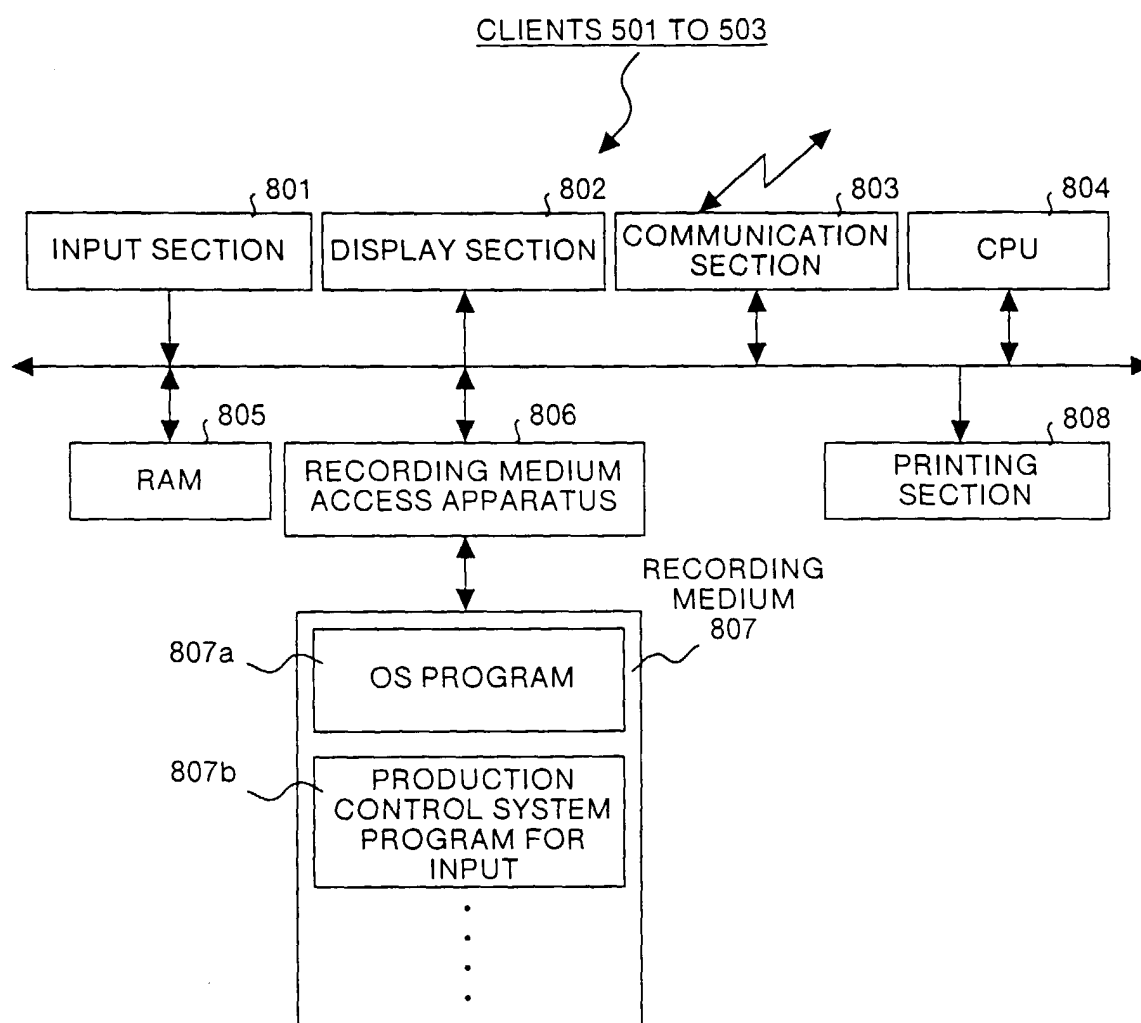 CLIENTS 501 TO 503
801
802
803
804
INPUT SECTION
DISPLAY SECTION
COMMUNICATION
SECTION
CPU
805
806
808
RAM
RECORDING MEDIUM
ACCESS APPARATUS
PRINTING
SECTION
RECORDING
MEDIUM
807
807a
OS PROGRAM
807b
PRODUCTION
CONTROL SYSTEM
PROGRAM FOR
INPUT